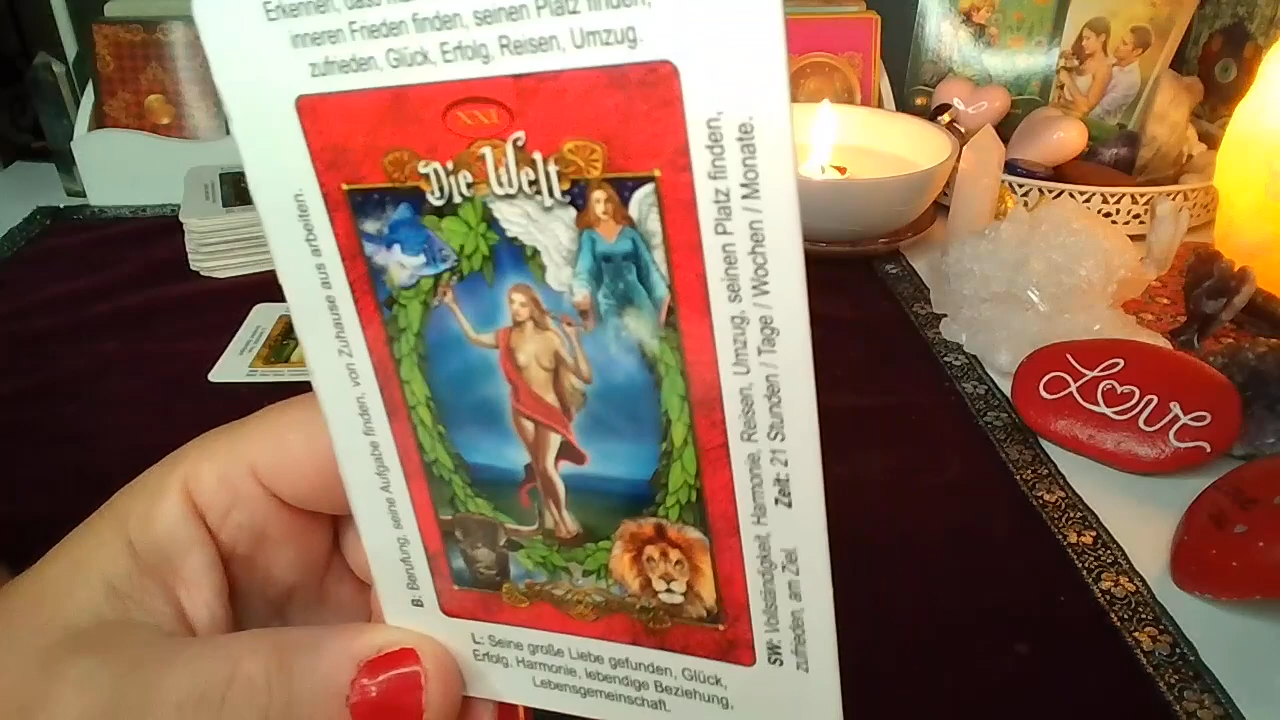 Erkennen, dass
inneren Frieden finden, seinen Platz finden,
zufrieden, Glück, Erfolg, Reisen, Umzug.
XXI
Die Welt
B: Berufung, seine Aufgabe finden, von Zuhause aus arbeiten.
SW: Vollständigkeit, Harmonie, Reisen, Umzug, seinen Platz finden,
zufrieden, am Ziel. Zeit: 21 Stunden / Tage / Wochen / Monate.
L: Seine große Liebe gefunden, Glück,
Erfolg, Harmonie, lebendige Beziehung,
Lebensgemeinschaft.
Love